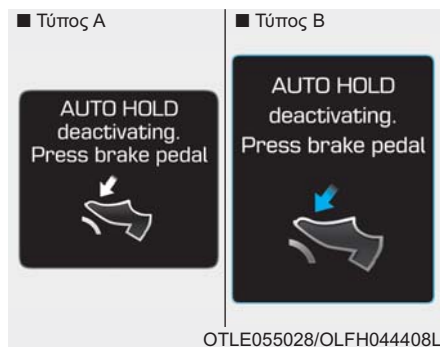 ■ Τύπος A
AUTO HOLD
deactivating.
Press brake pedal
■ Τύπος B
AUTO HOLD
deactivating.
Press brake pedal
OTLE055028/OLFH044408L